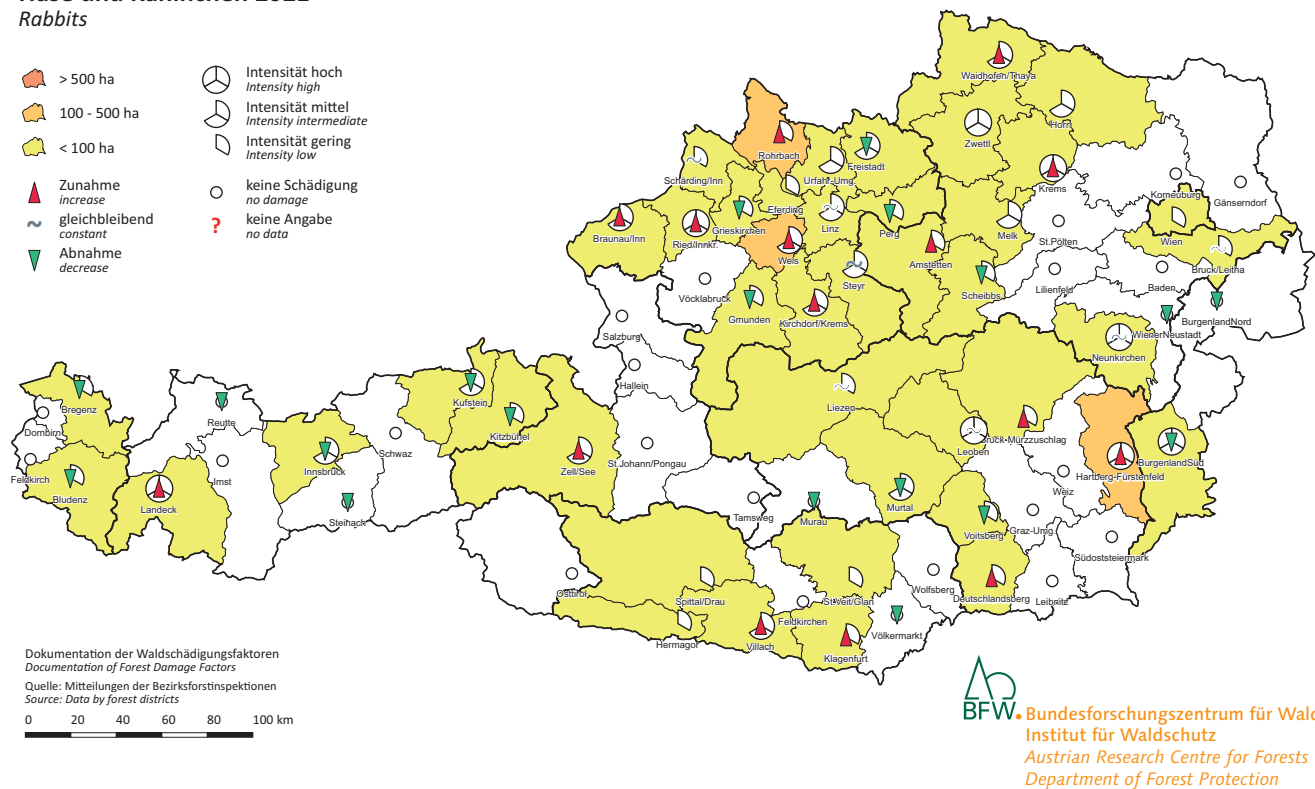 Rabbits
> 500 ha
100 - 500 ha
< 100 ha
Zunahme
increase
gleichbleibend
constant
Abnahme
decrease
Intensität hoch
Intensity high
Intensität mittel
Intensity intermediate
Intensität gering
Intensity low
keine Schädigung
no damage
?
keine Angabe
no data
Waidhofen/Thaya
Horn
Zwettl
Krems
Rohrbach
Schärding/Inn
Urfahr-Umg.
Freistadt
Eferding
Grieskirchen
Linz
Perg
Braunau/Inn
Ried/Innkr.
Wels
Steyr
Amstetten
Melk
St.Pölten
Korneuburg
Gänserndorf
Wien
Bruck/Leitha
Baden
Lilienfeld
Scheibbs
Vöcklabruck
Gmunden
Kirchdorf/Krems
WienerNeustadt
BurgenlandNord
Neunkirchen
Salzburg
Hallein
Liezen
Bregenz
Dornbirn
Feldkirch
Bludenz
Reutte
Imst
Landeck
Innsbruck
Steinach
Schwaz
Kufstein
Kitzbühel
Zell/See
St.Johann/Pongau
Tamsweg
Murau
Murtal
Leoben
Bruck-Mürzzuschlag
Weiz
Hartberg-Fürstenfeld
BurgenlandSüd
Voitsberg
Graz-Umg.
Südoststeiermark
Deutschlandsberg
Leibnitz
Wolfsberg
Völkermarkt
St.Veit/Glan
Feldkirchen
Klagenfurt
Villach
Spittal/Drau
Hermagor
Osttirol
Dokumentation der Waldschädigungsfaktoren
Documentation of Forest Damage Factors
Quelle: Mitteilungen der Bezirksforstinspektionen
Source: Data by forest districts
0 20 40 60 80 100 km
BFW.
Bundesforschungszentrum für Wald
Institut für Waldschutz
Austrian Research Centre for Forests
Department of Forest Protection